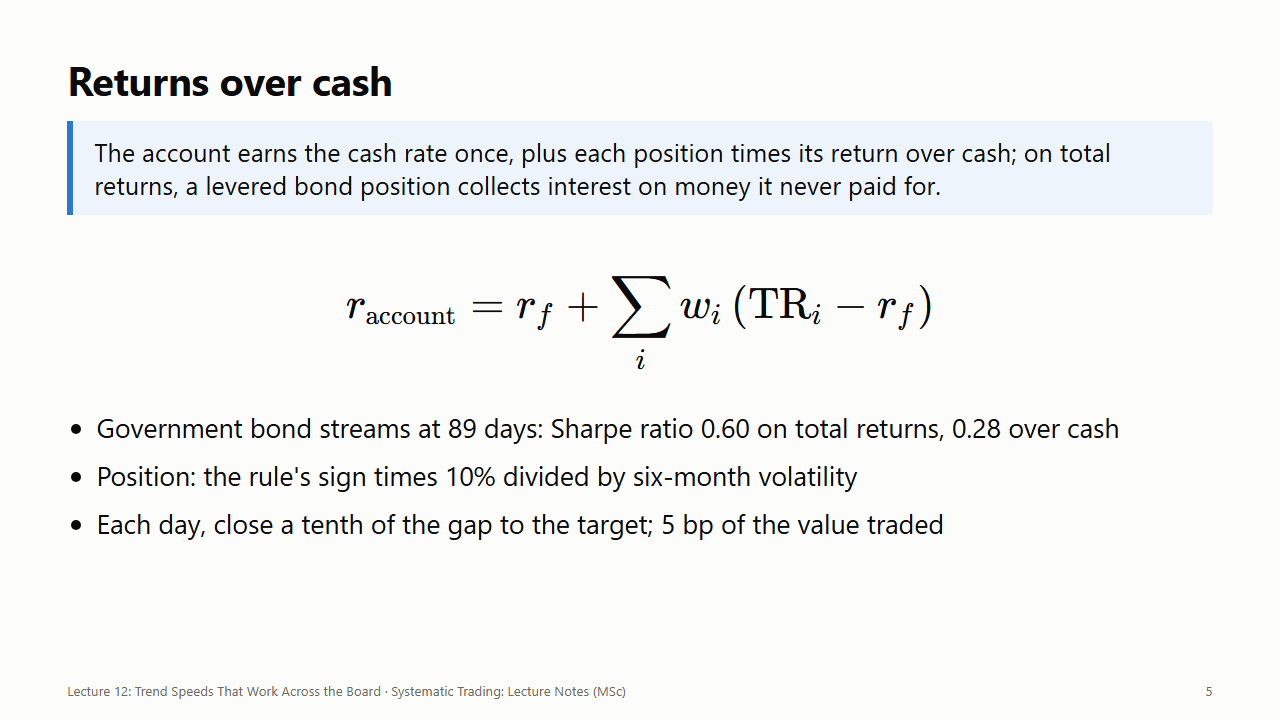 Returns over cash
The account earns the cash rate once, plus each position times its return over cash; on total
returns, a levered bond position collects interest on money it never paid for.
r_account = r_f + ∑_i w_i (TR_i − r_f)
• Government bond streams at 89 days: Sharpe ratio 0.60 on total returns, 0.28 over cash
• Position: the rule's sign times 10% divided by six-month volatility
• Each day, close a tenth of the gap to the target; 5 bp of the value traded
Lecture 12: Trend Speeds That Work Across the Board · Systematic Trading: Lecture Notes (MSc)
5